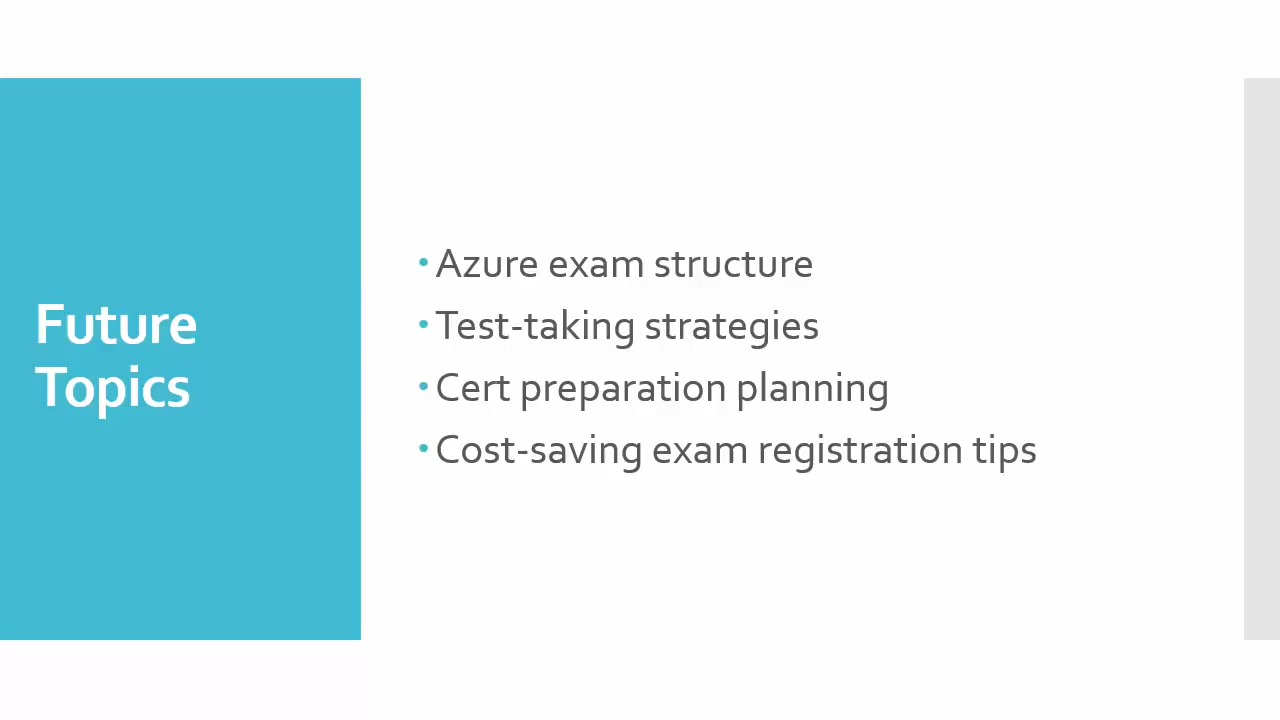 Future
Topics
• Azure exam structure
• Test-taking strategies
• Cert preparation planning
• Cost-saving exam registration tips